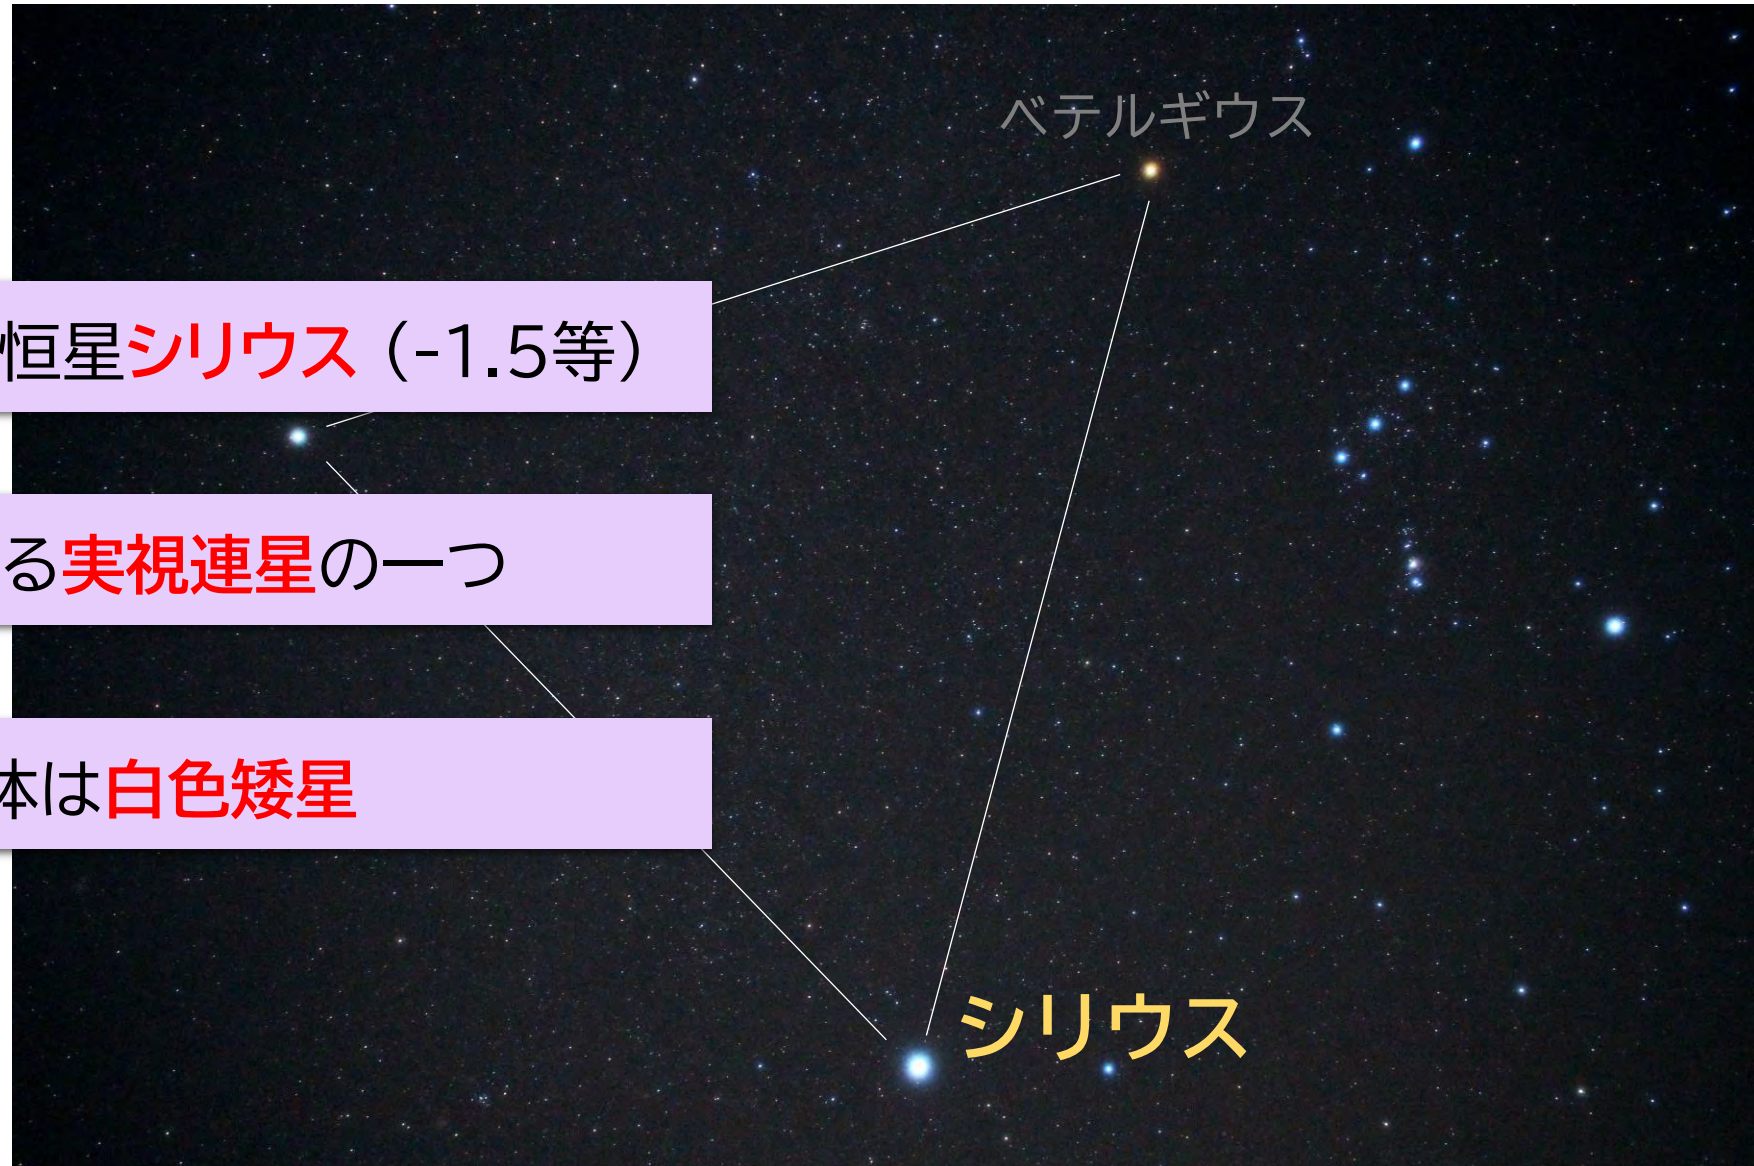 ベテルギウス
恒星シリウス（-1.5等）
る実視連星の一つ
体は白色矮星
シリウス